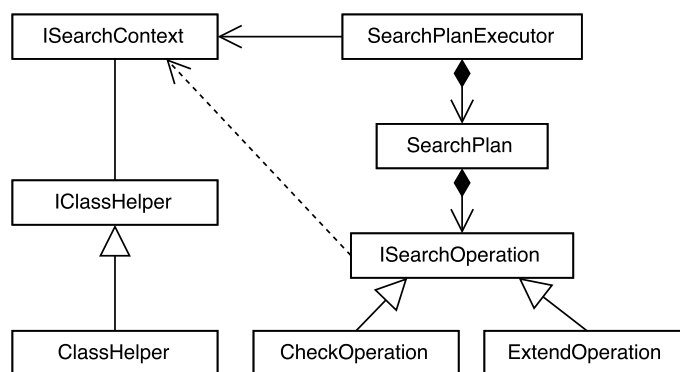 ISearchContext
SearchPlanExecutor
SearchPlan
IClassHelper
ISearchOperation
ClassHelper
CheckOperation
ExtendOperation